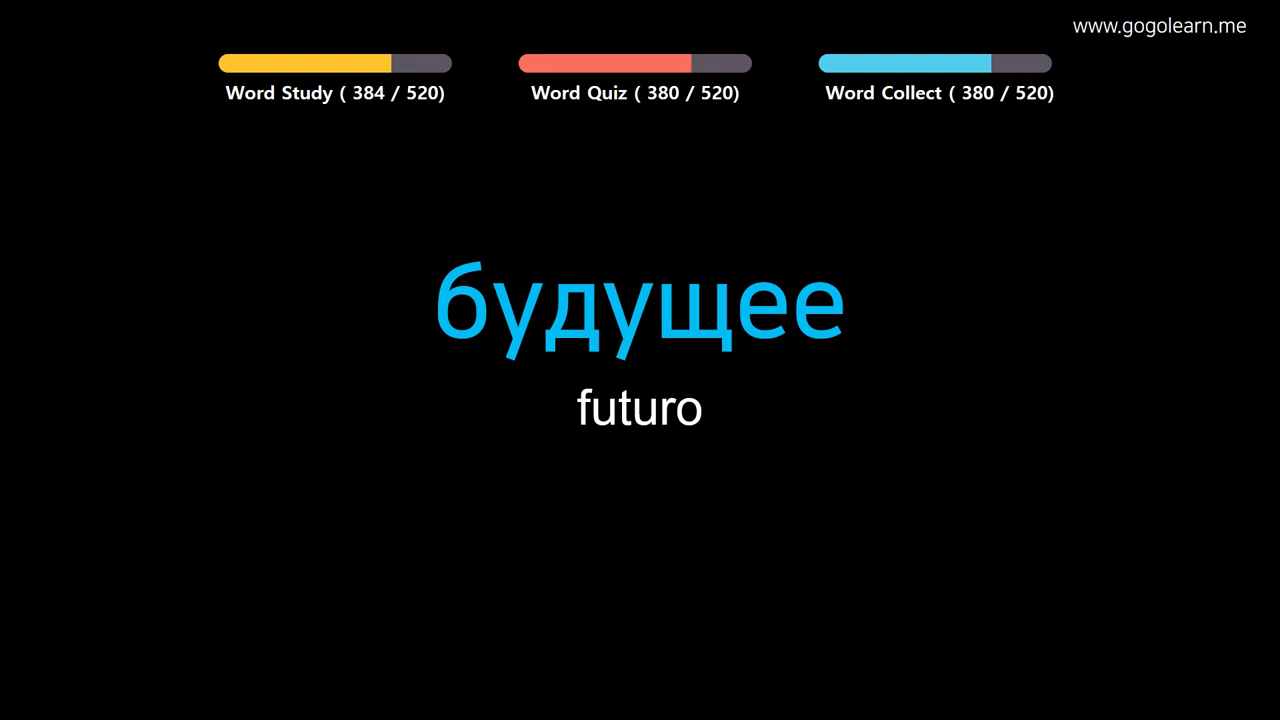 www.gogolearn.me
Word Study ( 384 / 520)
Word Quiz ( 380 / 520)
Word Collect ( 380 / 520)
будущее
futuro